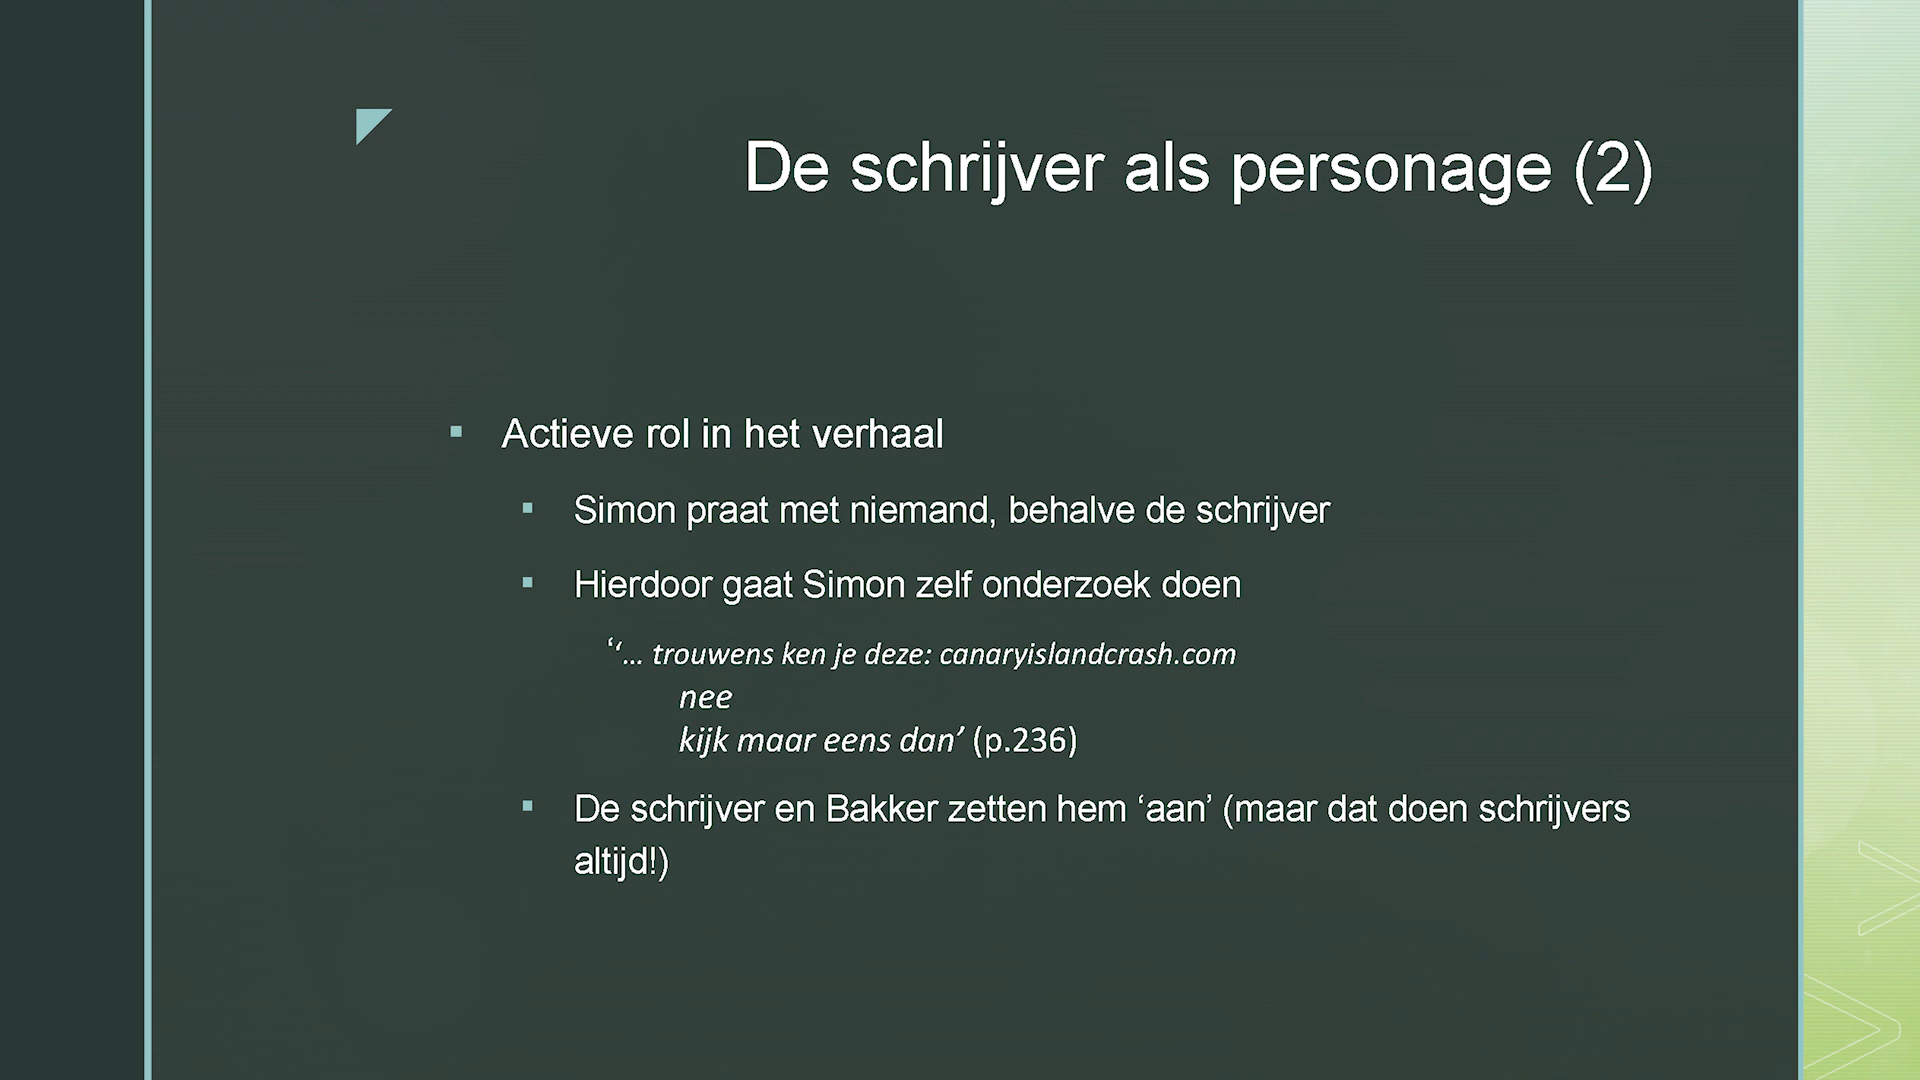 De schrijver als personage (2)
▪ Actieve rol in het verhaal
▪ Simon praat met niemand, behalve de schrijver
▪ Hierdoor gaat Simon zelf onderzoek doen
‘‘… trouwens ken je deze: canaryislandcrash.com
nee
kijk maar eens dan’ (p.236)
▪ De schrijver en Bakker zetten hem ‘aan’ (maar dat doen schrijvers
altijd!)